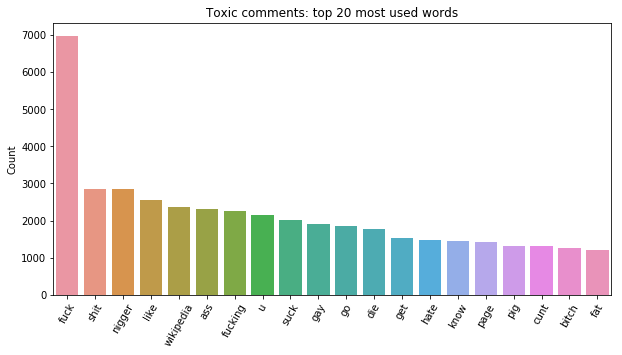 Toxic comments: top 20 most used words
Count
7000
6000
5000
4000
3000
2000
1000
0
fuck
shit
nigger
like
wikipedia
ass
fucking
u
suck
gay
go
die
get
hate
know
page
pig
cunt
bitch
fat